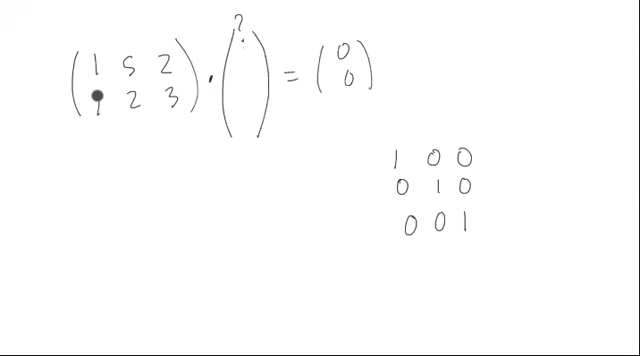 ?
( 1 5 2 ) · ( ) = ( 0 )
( 1 2 3 ) ( 0 )
1 0 0
0 1 0
0 0 1